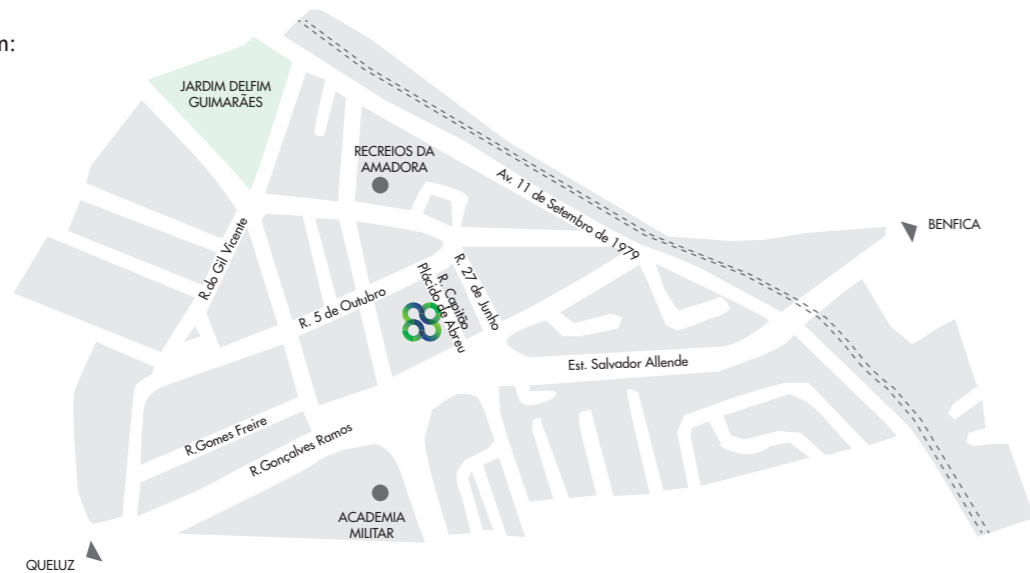 JARDIM DELFIM
GUIMARÃES
RECREIOS DA
AMADORA
Av. 11 de Setembro de 1979
BENFICA
R.do Gil Vicente
R. 27 de Junho
R. Capitão
Plácido de Abreu
R. 5 de Outubro
Est. Salvador Allende
R.Gomes Freire
R.Gonçalves Ramos
ACADEMIA
MILITAR
QUELUZ